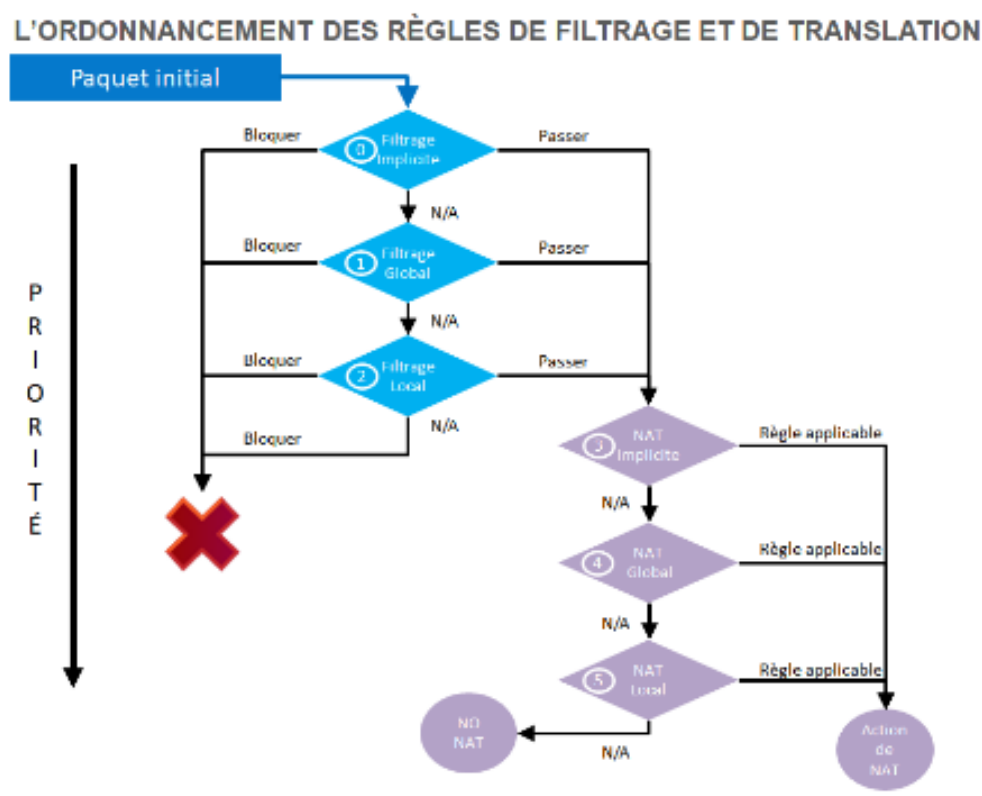 L'ORDONNANCEMENT DES RÈGLES DE FILTRAGE ET DE TRANSLATION
Paquet initial
Bloquer
0
Filtrage
Implicite
Passer
N/A
Bloquer
1
Filtrage
Global
Passer
N/A
Bloquer
2
Filtrage
Local
Passer
N/A
Bloquer
PRIORITÉ
3
NAT
Implicite
Règle applicable
N/A
4
NAT
Global
Règle applicable
N/A
5
NAT
Local
Règle applicable
N/A
NO
NAT
Action
de
NAT